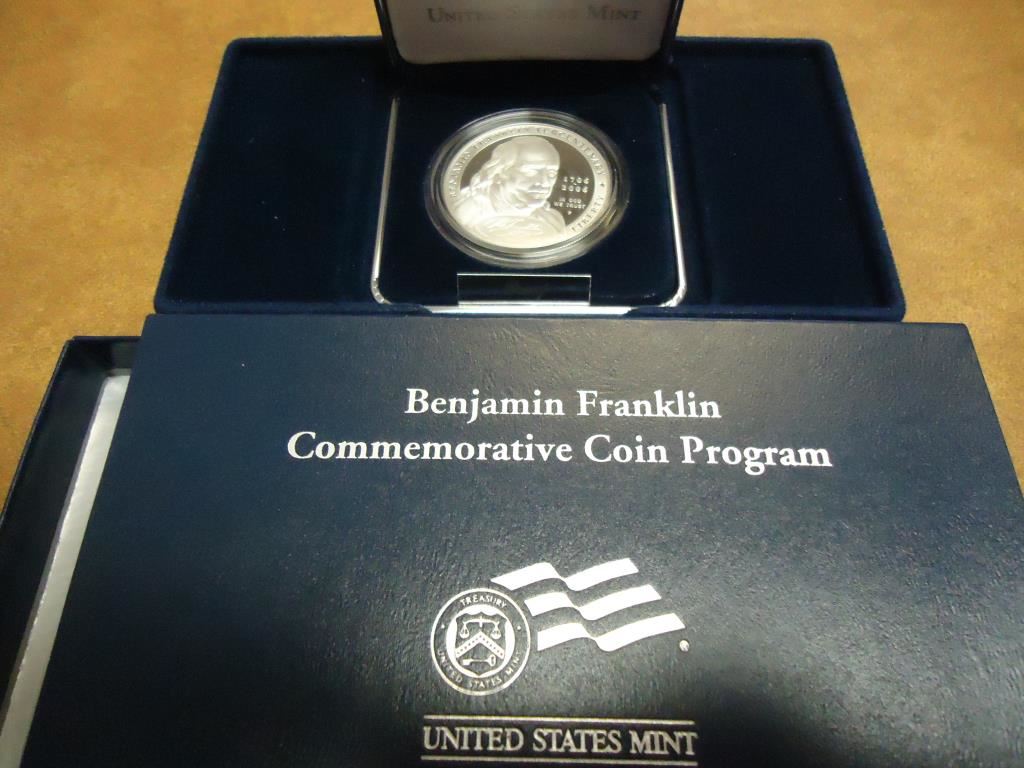 UNITED STATES MINT
BENJAMIN FRANKLIN TERCENTENARY
1706
2006
IN GOD
WE TRUST
P
LIBERTY
Benjamin Franklin
Commemorative Coin Program
TREASURY
UNITED STATES MINT
®
UNITED STATES MINT